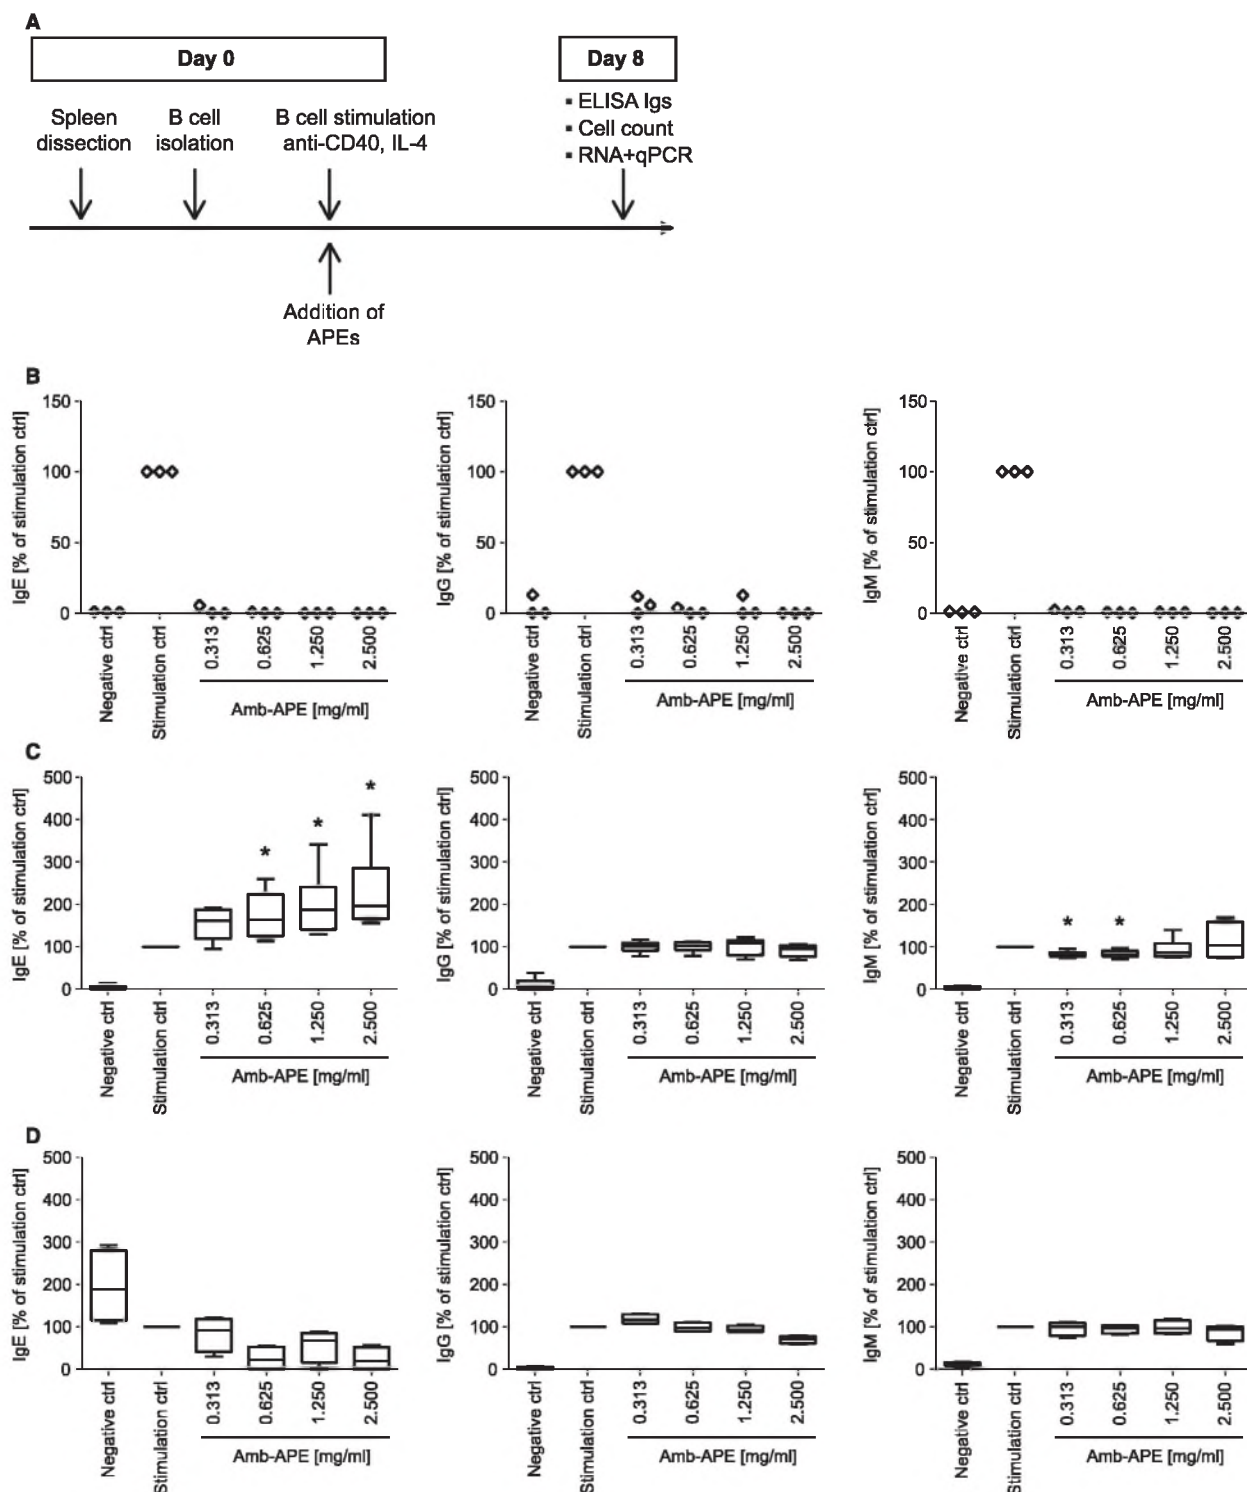 A
Day 0
Day 8
Spleen dissection
B cell isolation
B cell stimulation anti-CD40, IL-4
▪ ELISA Igs
▪ Cell count
▪ RNA+qPCR
Addition of APEs
B
IgE [% of stimulation ctrl]
150
100
50
0
Negative ctrl
Stimulation ctrl
0.313
0.625
1.250
2.500
Amb-APE [mg/ml]
IgG [% of stimulation ctrl]
150
100
50
0
Negative ctrl
Stimulation ctrl
0.313
0.625
1.250
2.500
Amb-APE [mg/ml]
IgM [% of stimulation ctrl]
150
100
50
0
Negative ctrl
Stimulation ctrl
0.313
0.625
1.250
2.500
Amb-APE [mg/ml]
C
IgE [% of stimulation ctrl]
500
400
300
200
100
0
*
*
*
Negative ctrl
Stimulation ctrl
0.313
0.625
1.250
2.500
Amb-APE [mg/ml]
IgG [% of stimulation ctrl]
500
400
300
200
100
0
Negative ctrl
Stimulation ctrl
0.313
0.625
1.250
2.500
Amb-APE [mg/ml]
IgM [% of stimulation ctrl]
500
400
300
200
100
0
*
*
Negative ctrl
Stimulation ctrl
0.313
0.625
1.250
2.500
Amb-APE [mg/ml]
D
IgE [% of stimulation ctrl]
500
400
300
200
100
0
Negative ctrl
Stimulation ctrl
0.313
0.625
1.250
2.500
Amb-APE [mg/ml]
IgG [% of stimulation ctrl]
500
400
300
200
100
0
Negative ctrl
Stimulation ctrl
0.313
0.625
1.250
2.500
Amb-APE [mg/ml]
IgM [% of stimulation ctrl]
500
400
300
200
100
0
Negative ctrl
Stimulation ctrl
0.313
0.625
1.250
2.500
Amb-APE [mg/ml]